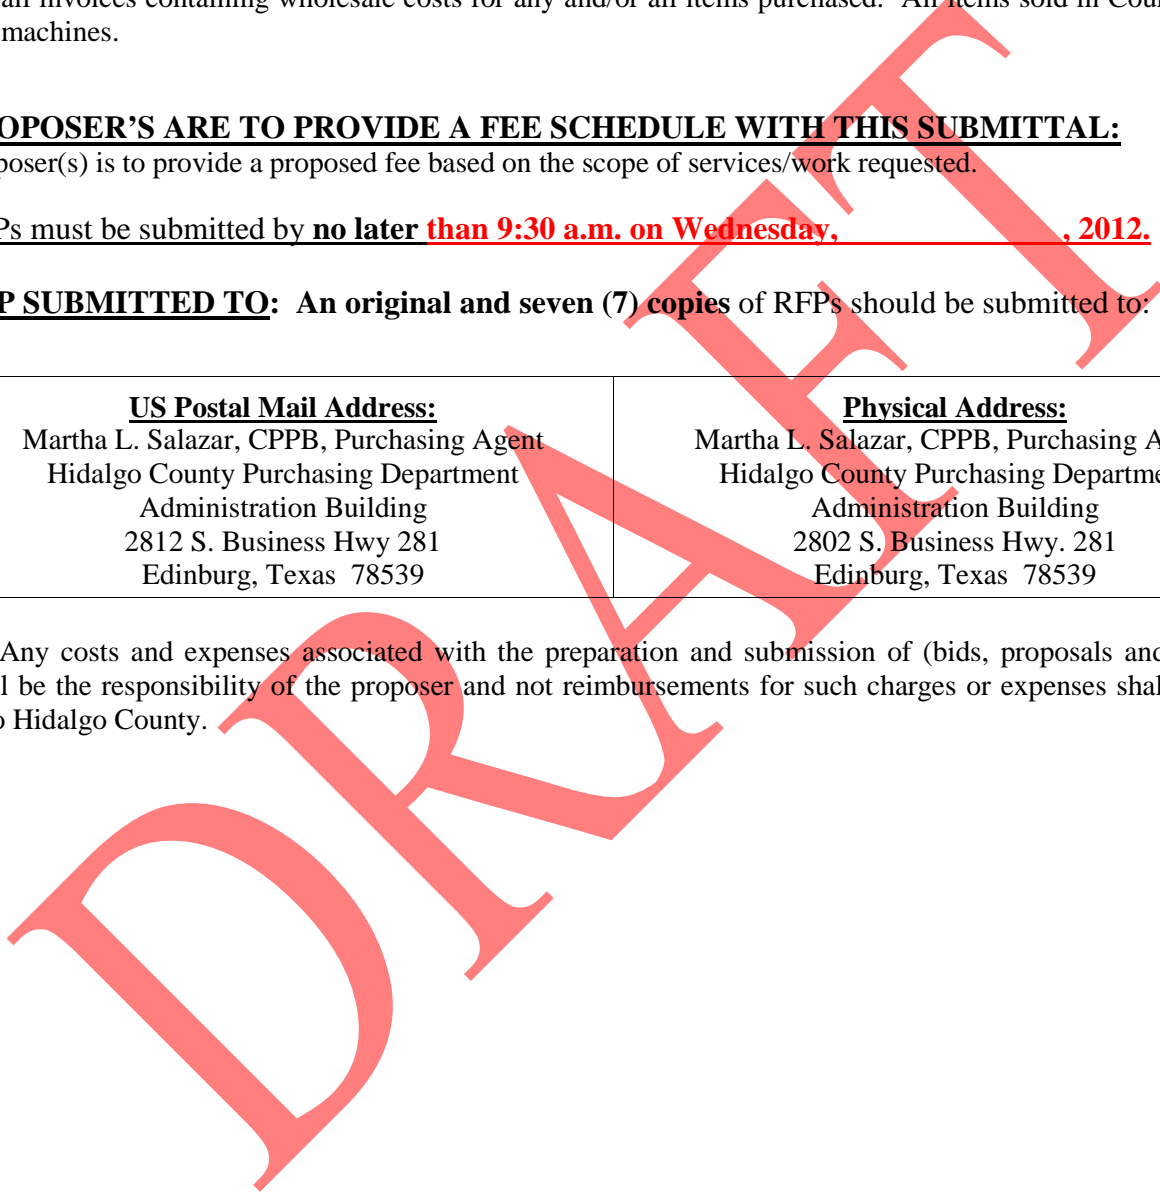 all invoices containing wholesale costs for any and/or all items purchased. All items sold in Cou
machines.
OPOSER’S ARE TO PROVIDE A FEE SCHEDULE WITH THIS SUBMITTAL:
poser(s) is to provide a proposed fee based on the scope of services/work requested.
Ps must be submitted by no later than 9:30 a.m. on Wednesday, , 2012.
P SUBMITTED TO: An original and seven (7) copies of RFPs should be submitted to:
US Postal Mail Address:
Martha L. Salazar, CPPB, Purchasing Agent
Hidalgo County Purchasing Department
Administration Building
2812 S. Business Hwy 281
Edinburg, Texas 78539
Physical Address:
Martha L. Salazar, CPPB, Purchasing A
Hidalgo County Purchasing Departme
Administration Building
2802 S. Business Hwy. 281
Edinburg, Texas 78539
Any costs and expenses associated with the preparation and submission of (bids, proposals and
l be the responsibility of the proposer and not reimbursements for such charges or expenses shal
o Hidalgo County.
DRAFT